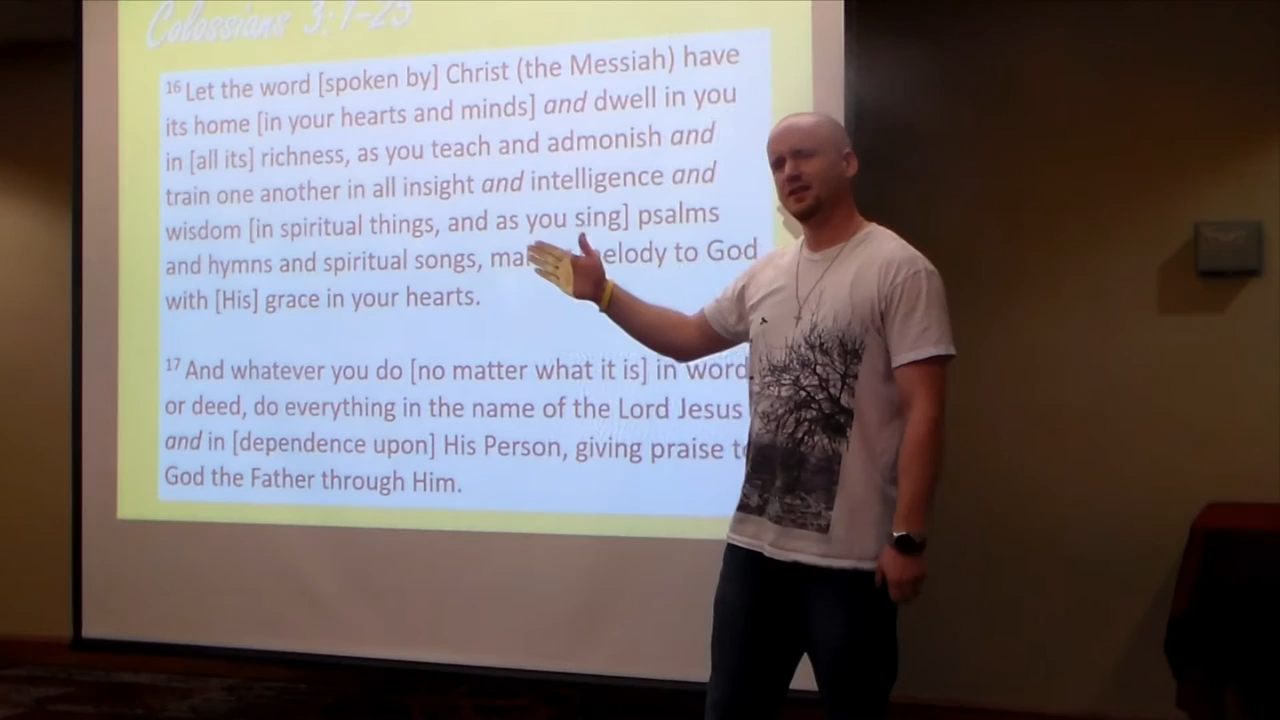 Colossians 3:1-25
16 Let the word [spoken by] Christ (the Messiah) have
its home [in your hearts and minds] and dwell in you
in [all its] richness, as you teach and admonish and
train one another in all insight and intelligence and
wisdom [in spiritual things, and as you sing] psalms
and hymns and spiritual songs, ma elody to God
with [His] grace in your hearts.
17 And whatever you do [no matter what it is] in word
or deed, do everything in the name of the Lord Jesus
and in [dependence upon] His Person, giving praise to
God the Father through Him.